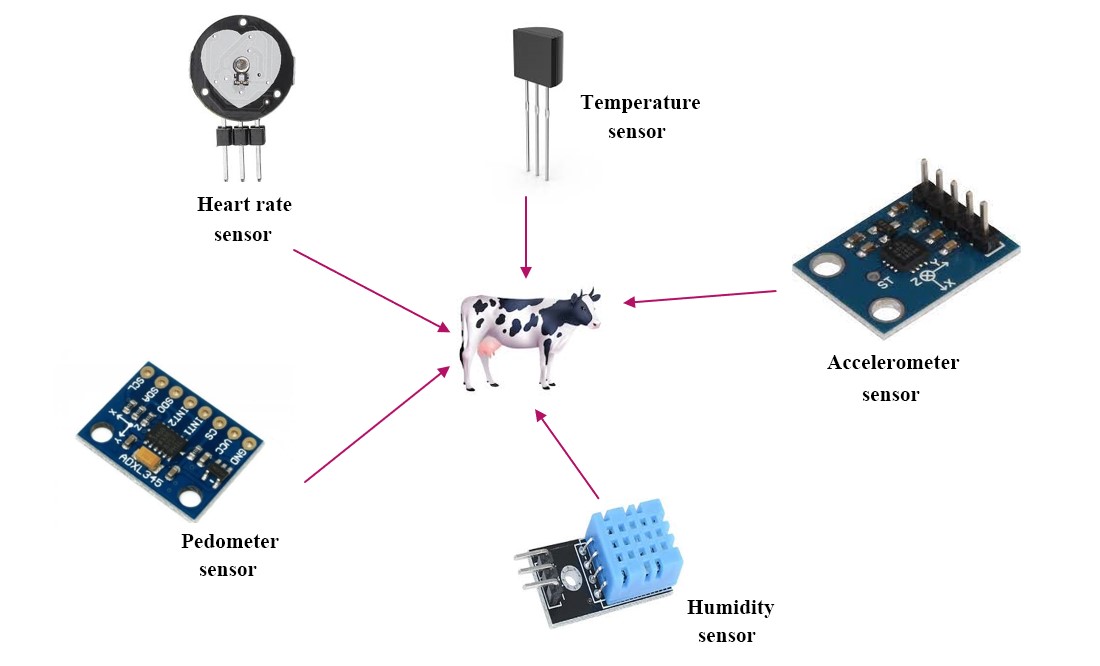 Temperature
sensor
Heart rate
sensor
ST
Y
Z
X
Accelerometer
sensor
SCL
SDA
SDO
INT2
INT1
CS
VCC
GND
X
Y
Z
ADXL345
Pedometer
sensor
Humidity
sensor